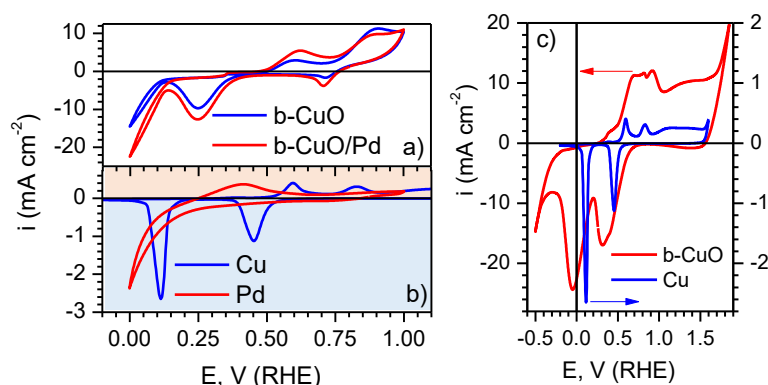 10
0
-10
-20
i (mA cm⁻²)
b-CuO
b-CuO/Pd
a)
0
-1
-2
-3
Cu
Pd
b)
0.00 0.25 0.50 0.75 1.00
E, V (RHE)
c)
20
10
0
-10
-20
i (mA cm⁻²)
2
1
0
-1
-2
b-CuO
Cu
-0.5 0.0 0.5 1.0 1.5
E, V (RHE)